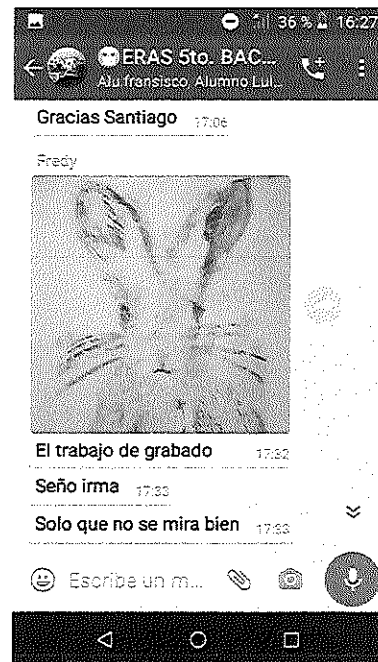 36 % 16:27
ERAS 5to. BAC...
Alu fransisco, Alumno Lul...
Gracias Santiago 17:06
Fredy
El trabajo de grabado 17:32
Seño irma 17:33
Solo que no se mira bien 17:33
Escribe un m...